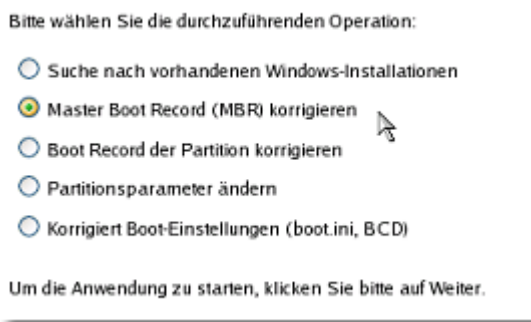 Bitte wählen Sie die durchzuführenden Operation:
Suche nach vorhandenen Windows-Installationen
Master Boot Record (MBR) korrigieren
Boot Record der Partition korrigieren
Partitionsparameter ändern
Korrigiert Boot-Einstellungen (boot.ini, BCD)
Um die Anwendung zu starten, klicken Sie bitte auf Weiter.